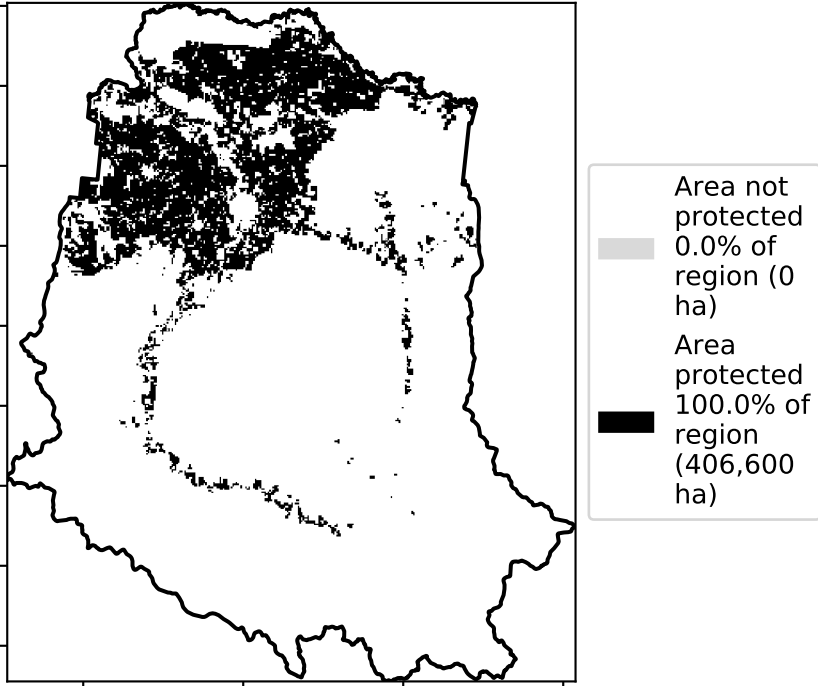 Area not
protected
0.0% of
region (0
ha)
Area
protected
100.0% of
region
(406,600
ha)